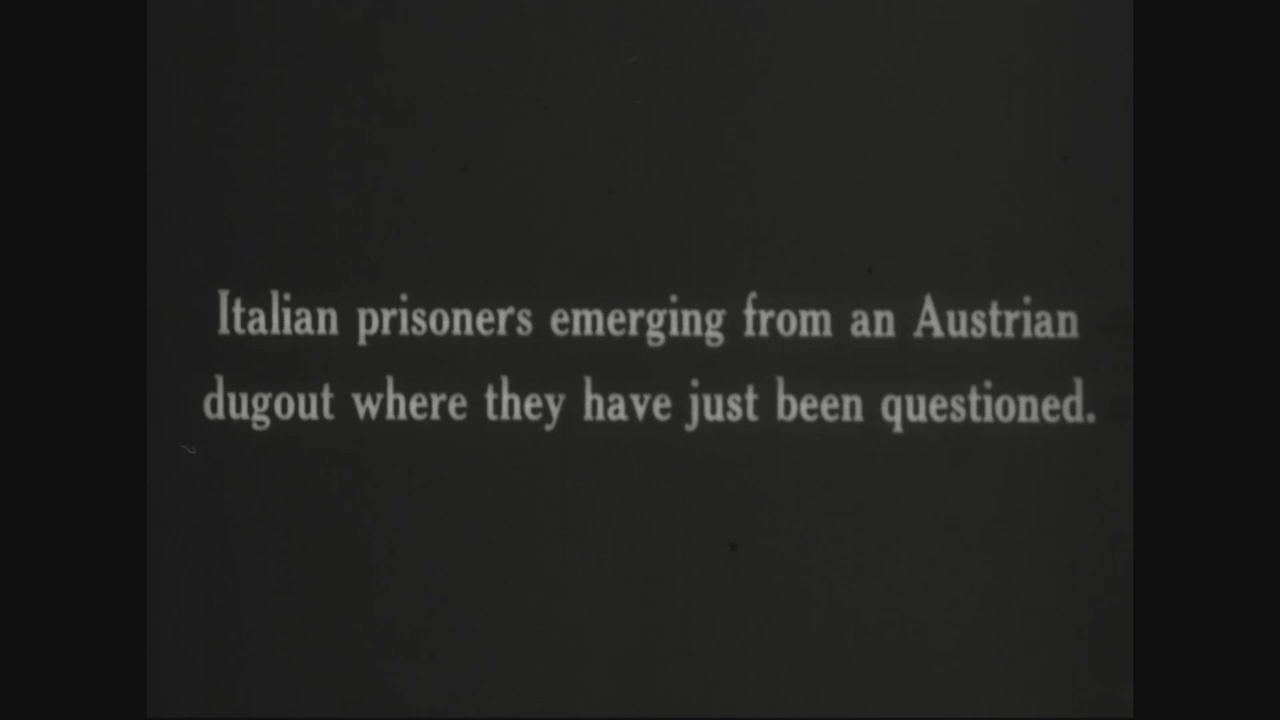 Italian prisoners emerging from an Austrian
dugout where they have just been questioned.